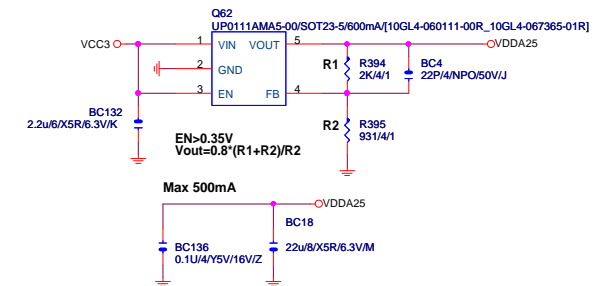 Q62
UP0111AMA5-00/SOT23-5/600mA/[10GL4-060111-00R_10GL4-067365-01R]
VCC3
1
VIN
VOUT
5
VDDA25
2
GND
R1
R394
2K/4/1
BC4
22P/4/NPO/50V/J
3
EN
FB
4
BC132
2.2u/6/X5R/6.3V/K
R2
R395
931/4/1
EN>0.35V
Vout=0.8*(R1+R2)/R2
Max 500mA
VDDA25
BC18
BC136
0.1U/4/Y5V/16V/Z
22u/8/X5R/6.3V/M